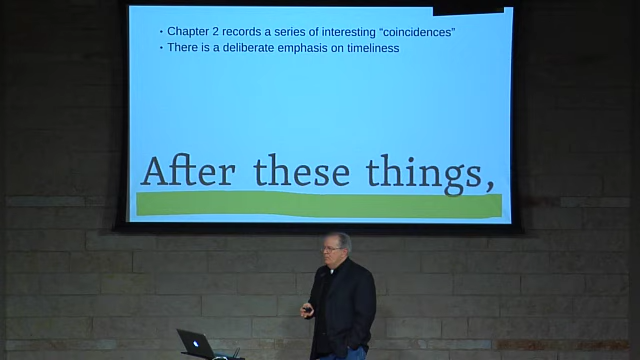 • Chapter 2 records a series of interesting “coincidences”
• There is a deliberate emphasis on timeliness
After these things,